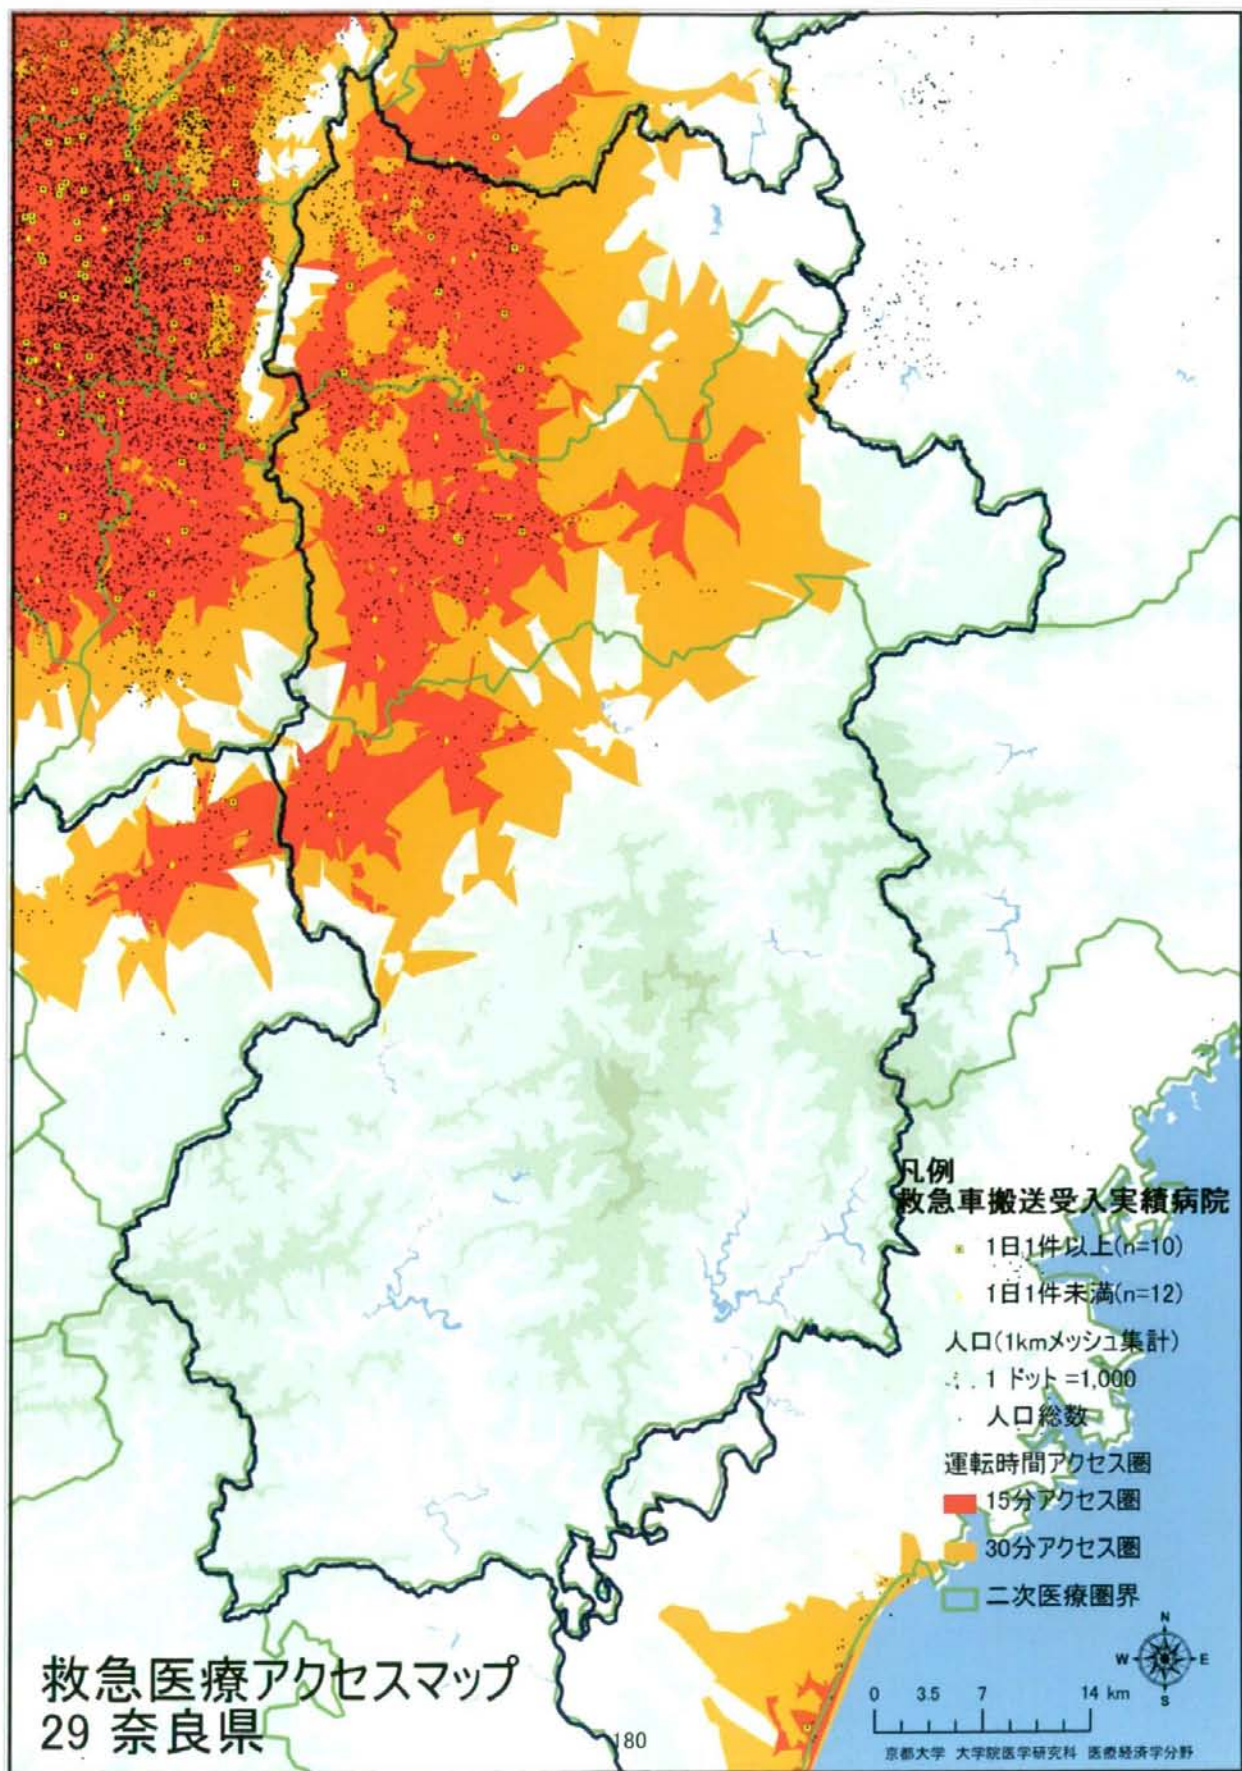 凡例
救急車搬送受入実績病院
1日1件以上(n=10)
1日1件未満(n=12)
人口(1kmメッシュ集計)
1 ドット =1,000
人口総数
運転時間アクセス圏
15分アクセス圏
30分アクセス圏
二次医療圏界
N
W E
S
0 3.5 7 14 km
京都大学 大学院医学研究科 医療経済学分野
救急医療アクセスマップ
29 奈良県
180